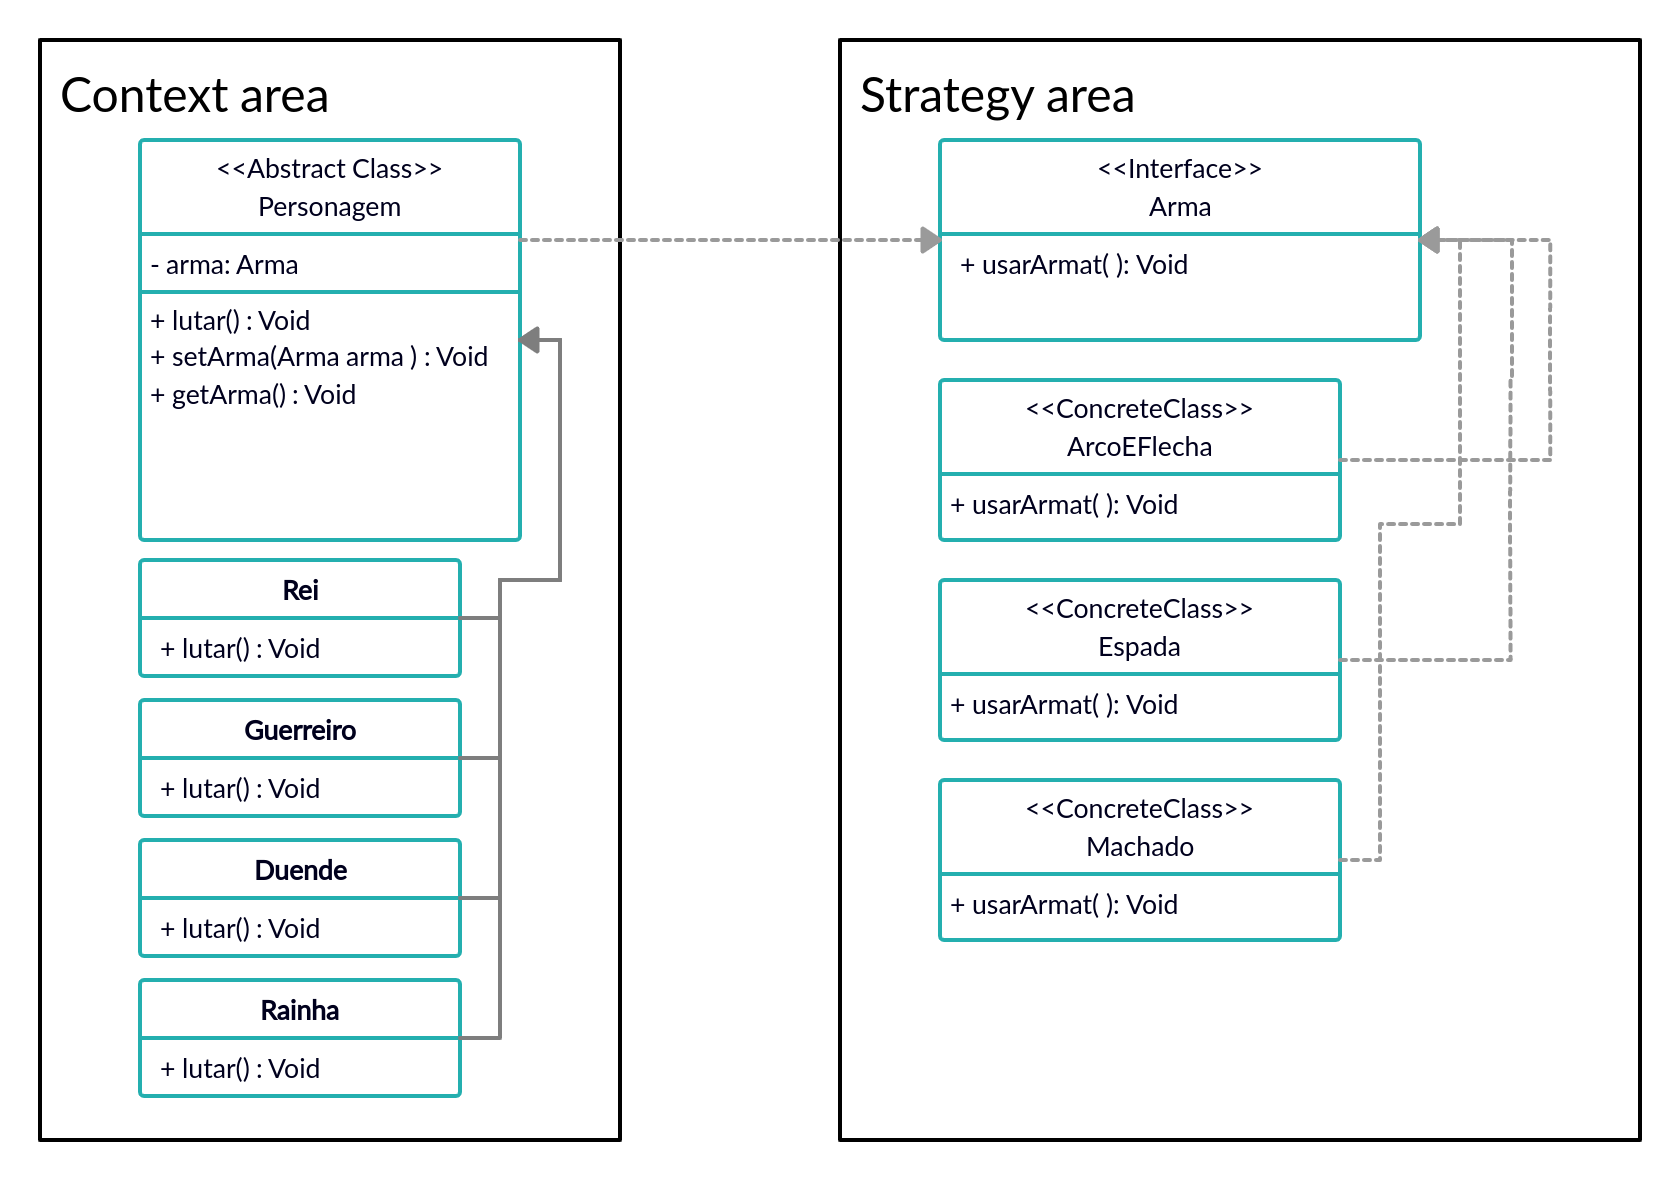 Context area
<<Abstract Class>>
Personagem
- arma: Arma
+ lutar() : Void
+ setArma(Arma arma ) : Void
+ getArma() : Void
Rei
+ lutar() : Void
Guerreiro
+ lutar() : Void
Duende
+ lutar() : Void
Rainha
+ lutar() : Void
Strategy area
<<Interface>>
Arma
+ usarArmat( ): Void
<<ConcreteClass>>
ArcoEFlecha
+ usarArmat( ): Void
<<ConcreteClass>>
Espada
+ usarArmat( ): Void
<<ConcreteClass>>
Machado
+ usarArmat( ): Void